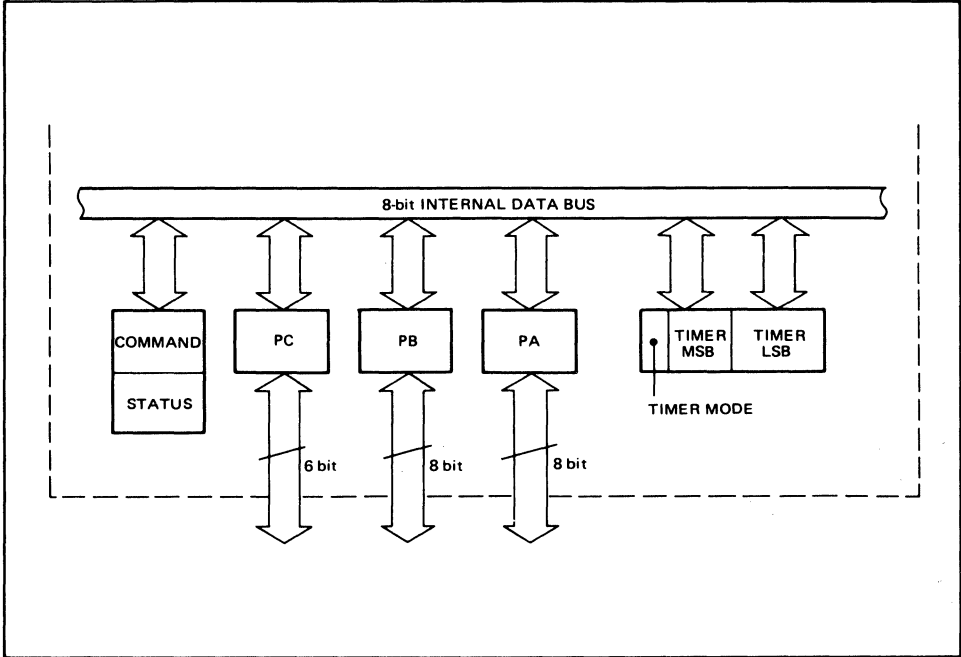 8-bit INTERNAL DATA BUS
COMMAND
STATUS
PC
PB
PA
TIMER
MSB
TIMER
LSB
TIMER MODE
6 bit
8 bit
8 bit